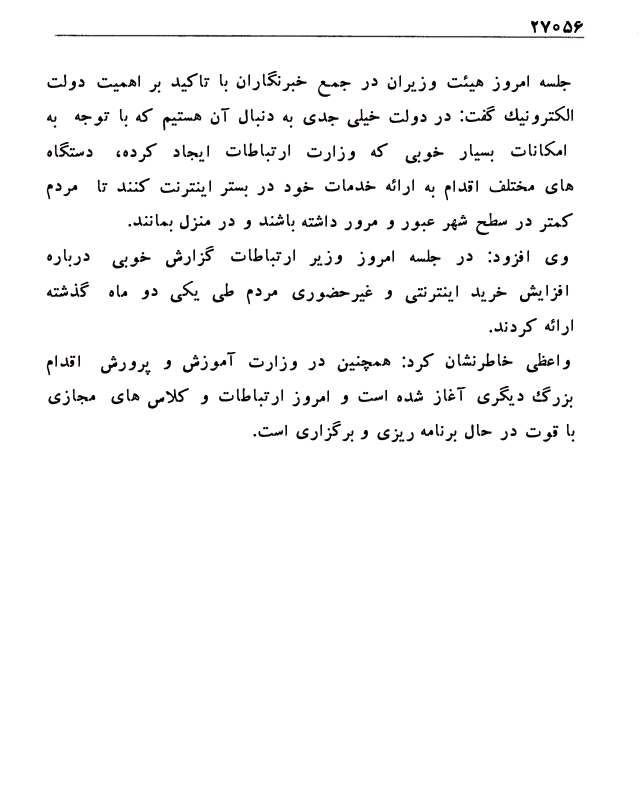 ۲۷۰۵۶
جلسه امروز هیئت وزیران در جمع خبرنگاران با تاکید بر اهمیت دولت
الکترونیك گفت: در دولت خیلی جدی به دنبال آن هستیم که با توجه به
امکانات بسیار خوبی که وزارت ارتباطات ایجاد کرده، دستگاه
های مختلف اقدام به ارائه خدمات خود در بستر اینترنت کنند تا مردم
کمتر در سطح شهر عبور و مرور داشته باشند و در منزل بمانند.
وی افزود: در جلسه امروز وزیر ارتباطات گزارش خوبی درباره
افزایش خرید اینترنتی و غیرحضوری مردم طی یکی دو ماه گذشته
ارائه کردند.
واعظی خاطرنشان کرد: همچنین در وزارت آموزش و پرورش اقدام
بزرگ دیگری آغاز شده است و امروز ارتباطات و کلاس های مجازی
با قوت در حال برنامه ریزی و برگزاری است.